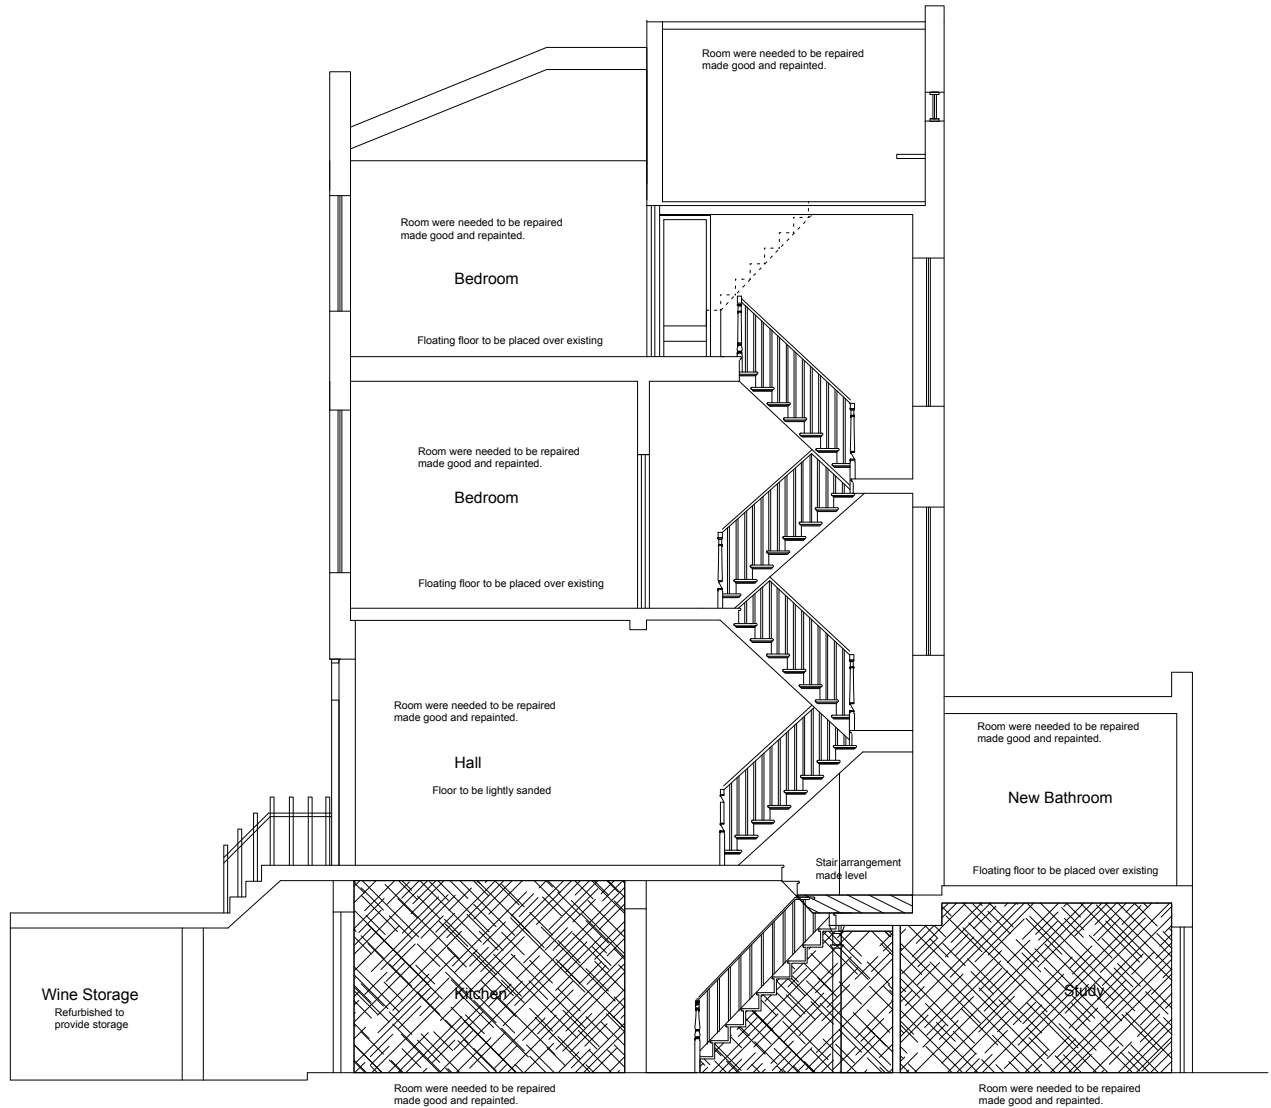 Room were needed to be repaired
made good and repainted.
Room were needed to be repaired
made good and repainted.
Bedroom
Floating floor to be placed over existing
Room were needed to be repaired
made good and repainted.
Bedroom
Floating floor to be placed over existing
Room were needed to be repaired
made good and repainted.
Hall
Floor to be lightly sanded
Room were needed to be repaired
made good and repainted.
New Bathroom
Floating floor to be placed over existing
Stair arrangement
made level
Wine Storage
Refurbished to
provide storage
Kitchen
Study
Room were needed to be repaired
made good and repainted.
Room were needed to be repaired
made good and repainted.